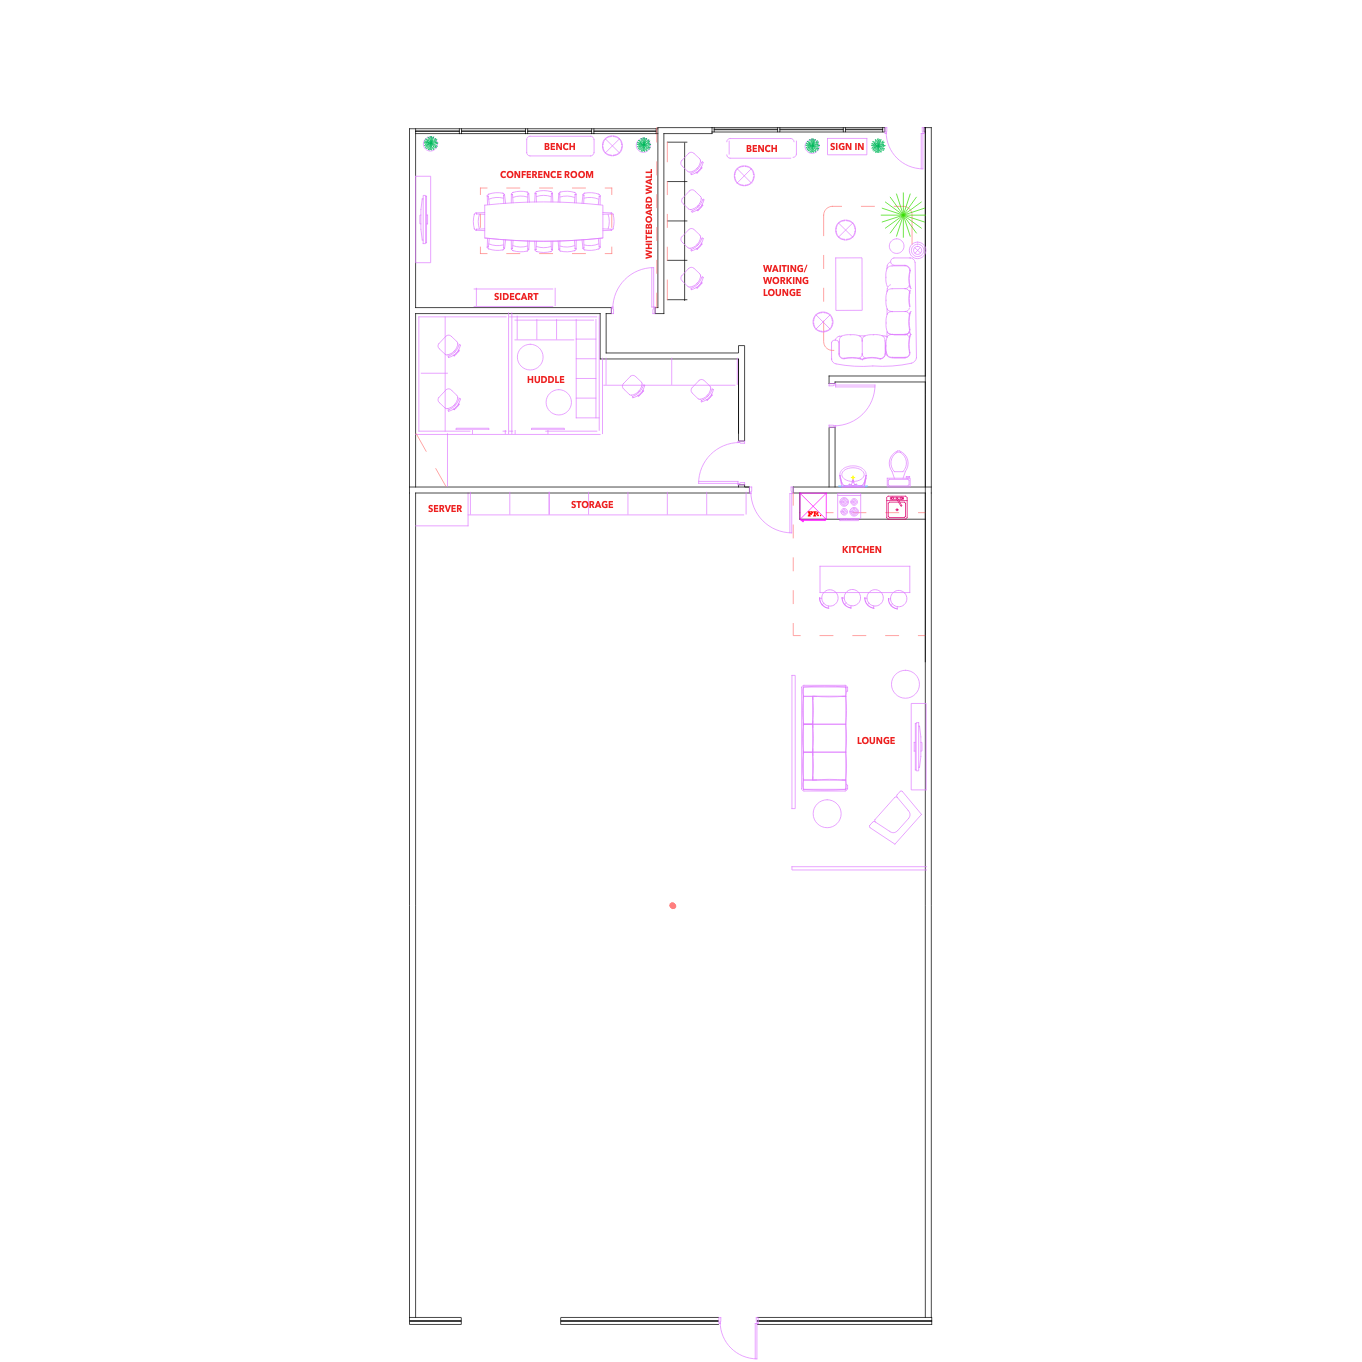 BENCH
BENCH
SIGN IN
CONFERENCE ROOM
WHITEBOARD WALL
WAITING/
WORKING
LOUNGE
SIDECART
HUDDLE
SERVER
STORAGE
KITCHEN
LOUNGE